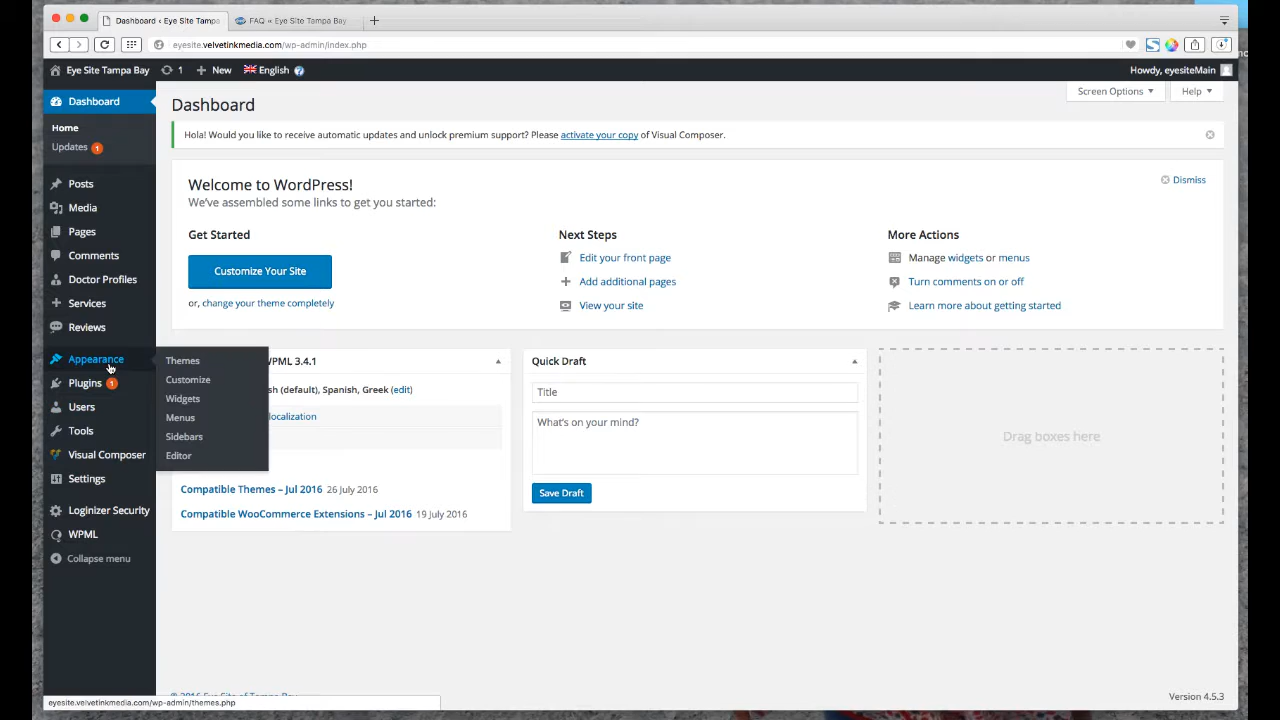 Dashboard ‹ Eye Site Tampa
FAQ « Eye Site Tampa Bay
eyesite.velvetinkmedia.com/wp-admin/index.php
Eye Site Tampa Bay
1
New
English
Howdy, eyesiteMain
Dashboard
Home
Updates 1
Posts
Media
Pages
Comments
Doctor Profiles
Services
Reviews
Appearance
Plugins 1
Users
Tools
Visual Composer
Settings
Loginizer Security
WPML
Collapse menu
Themes
Customize
Widgets
Menus
Sidebars
Editor
Dashboard
Screen Options
Help
Hola! Would you like to receive automatic updates and unlock premium support? Please activate your copy of Visual Composer.
Welcome to WordPress!
We've assembled some links to get you started:
Dismiss
Get Started
Customize Your Site
or, change your theme completely
Next Steps
Edit your front page
Add additional pages
View your site
More Actions
Manage widgets or menus
Turn comments on or off
Learn more about getting started
WPML 3.4.1
(default), Spanish, Greek (edit)
Compatible Themes – Jul 2016 26 July 2016
Compatible WooCommerce Extensions – Jul 2016 19 July 2016
Quick Draft
Title
What's on your mind?
Save Draft
Drag boxes here
© 2016 Eye Site of Tampa Bay
Version 4.5.3
eyesite.velvetinkmedia.com/wp-admin/themes.php